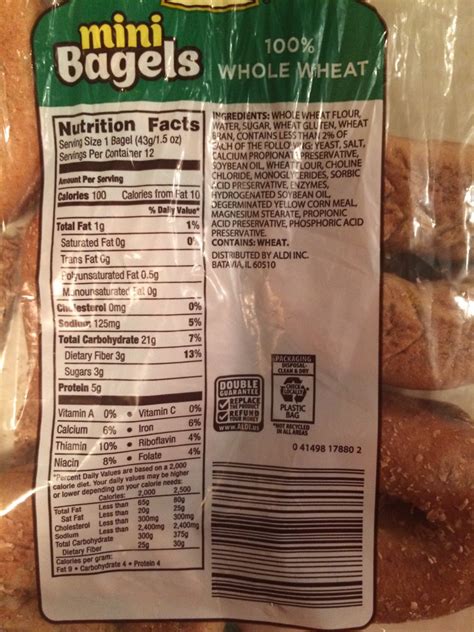 mini
Bagels
100%
WHOLE WHEAT
Nutrition Facts
Serving Size 1 Bagel (43g/1.5 oz)
Servings Per Container 12
Amount Per Serving
Calories 100 Calories from Fat 10
% Daily Value*
Total Fat 1g 1%
Saturated Fat 0g 0%
Trans Fat 0g
Polyunsaturated Fat 0.5g
Monounsaturated Fat 0g
Cholesterol 0mg 0%
Sodium 125mg 5%
Total Carbohydrate 21g 7%
Dietary Fiber 3g 13%
Sugars 3g
Protein 5g
Vitamin A 0% • Vitamin C 0%
Calcium 6% • Iron 6%
Thiamin 10% • Riboflavin 4%
Niacin 8% • Folate 4%
*Percent Daily Values are based on a 2,000
calorie diet. Your daily values may be higher
or lower depending on your calorie needs:
Calories: 2,000 2,500
Total Fat Less than 65g 80g
Sat Fat Less than 20g 25g
Cholesterol Less than 300mg 300mg
Sodium Less than 2,400mg 2,400mg
Total Carbohydrate 300g 375g
Dietary Fiber 25g 30g
Calories per gram:
Fat 9 • Carbohydrate 4 • Protein 4
INGREDIENTS: WHOLE WHEAT FLOUR,
WATER, SUGAR, WHEAT GLUTEN, WHEAT
BRAN, CONTAINS LESS THAN 2% OF
EACH OF THE FOLLOWING: YEAST, SALT,
CALCIUM PROPIONATE PRESERVATIVE,
SOYBEAN OIL, WHEAT FLOUR, CHOLINE
CHLORIDE, MONOGLYCERIDES, SORBIC
ACID PRESERVATIVE, ENZYMES,
HYDROGENATED SOYBEAN OIL,
DEGERMINATED YELLOW CORN MEAL,
MAGNESIUM STEARATE, PROPIONIC
ACID PRESERVATIVE, PHOSPHORIC ACID
PRESERVATIVE.
CONTAINS: WHEAT.
DISTRIBUTED BY ALDI INC.
BATAVIA, IL 60510
DOUBLE
GUARANTEE
REPLACE
THE PRODUCT
REFUND
YOUR MONEY
WWW.ALDI.US
PACKAGING
DISPOSAL-
CLEAN & DRY
CHECK
LOCALLY*
PLASTIC
BAG
*NOT RECYCLED
IN ALL AREAS
0 41498 17880 2